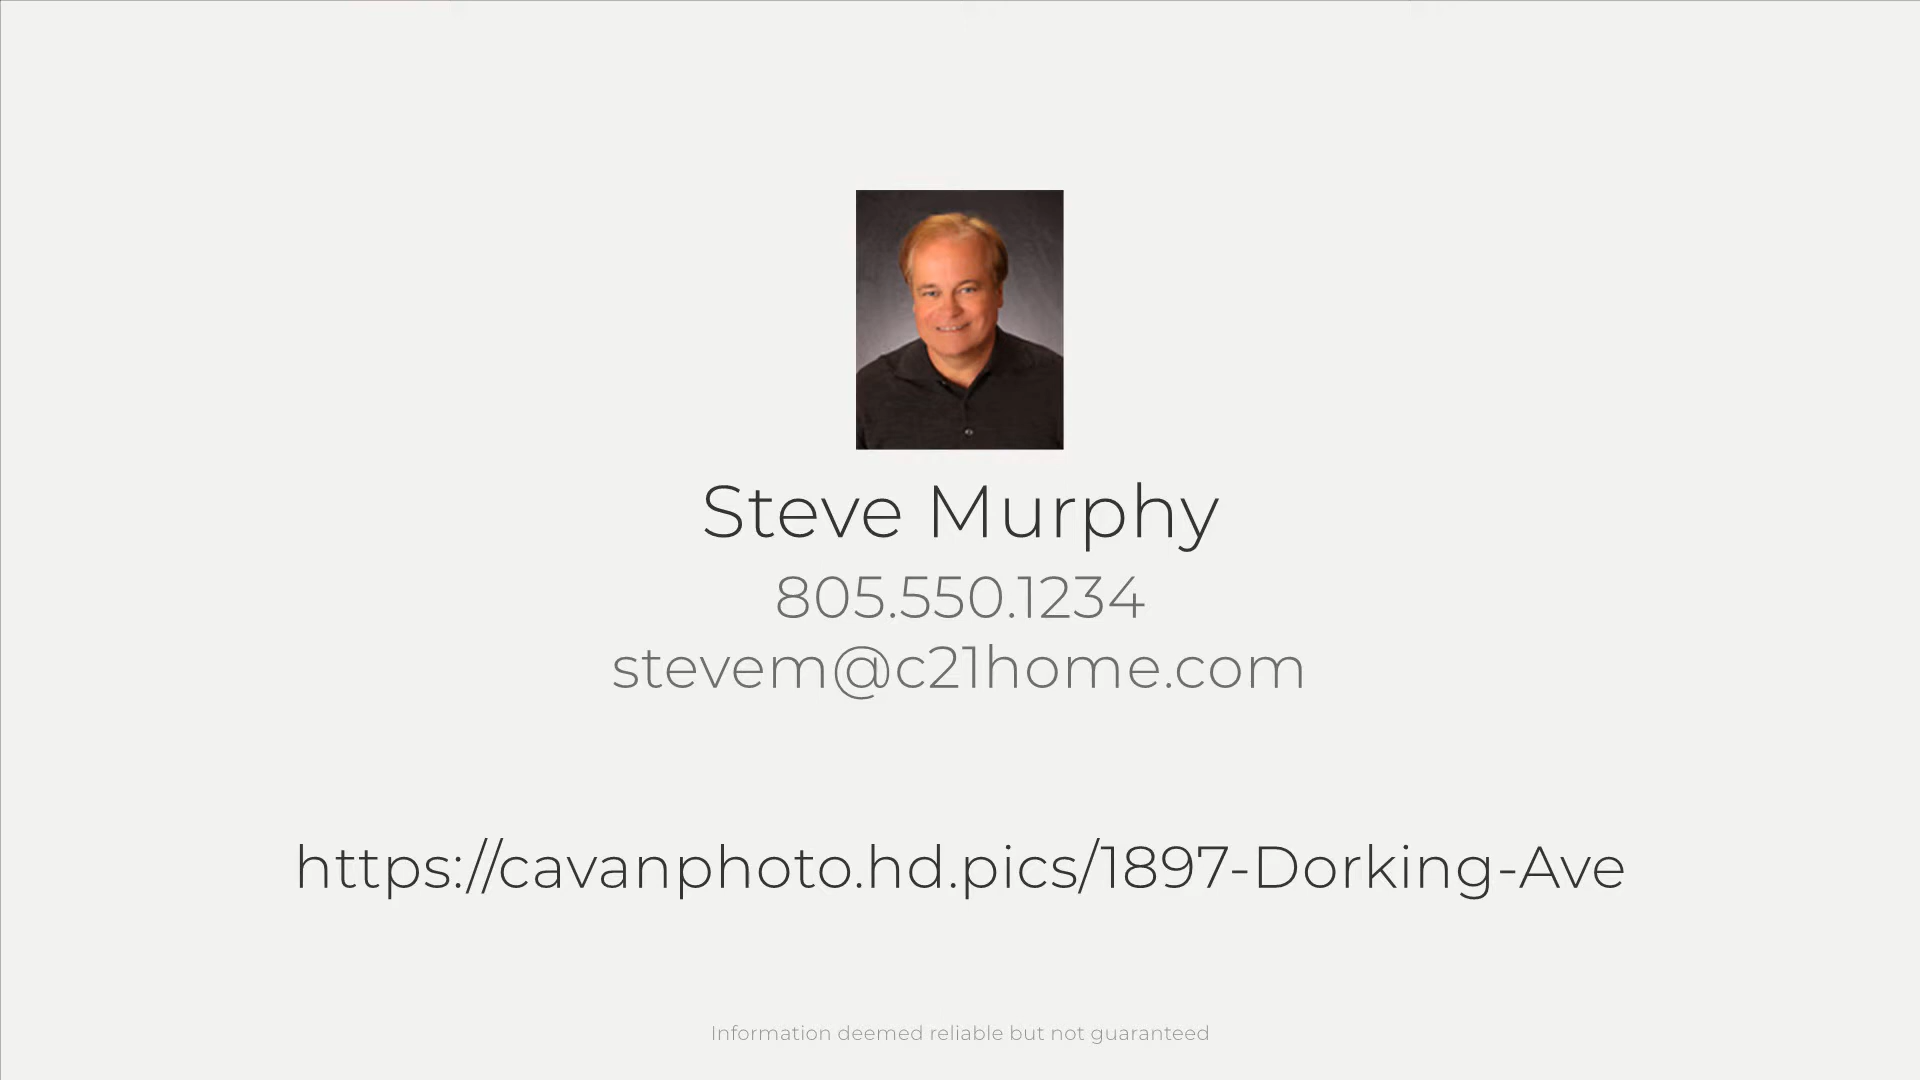 Steve Murphy
805.550.1234
stevem@c21home.com
https://cavanphoto.hd.pics/1897-Dorking-Ave
Information deemed reliable but not guaranteed